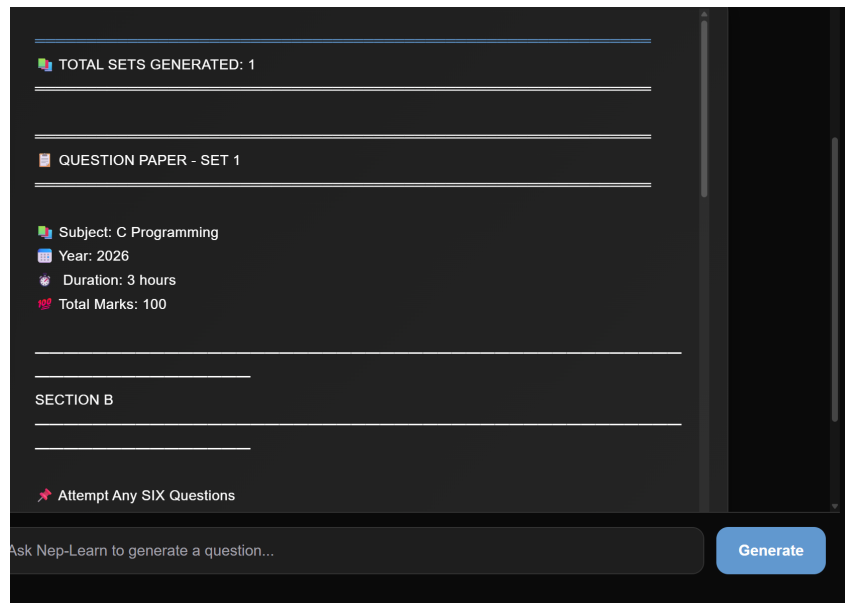 TOTAL SETS GENERATED: 1
QUESTION PAPER - SET 1
Subject: C Programming
Year: 2026
Duration: 3 hours
Total Marks: 100
SECTION B
Attempt Any SIX Questions
Ask Nep-Learn to generate a question...
Generate